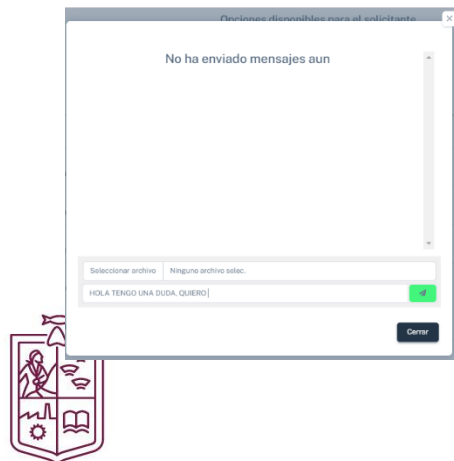 Opciones disponibles para el solicitante
×
No ha enviado mensajes aun
Seleccionar archivo Ninguno archivo selec.
HOLA TENGO UNA DUDA, QUIERO
Cerrar